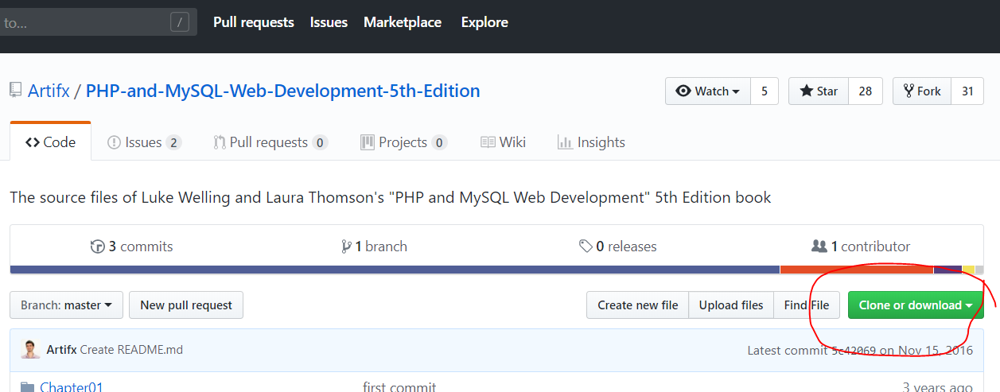 to... / Pull requests Issues Marketplace Explore
Artifx / PHP-and-MySQL-Web-Development-5th-Edition Watch 5 Star 28 Fork 31
Code Issues 2 Pull requests 0 Projects 0 Wiki Insights
The source files of Luke Welling and Laura Thomson's "PHP and MySQL Web Development" 5th Edition book
3 commits 1 branch 0 releases 1 contributor
Branch: master New pull request Create new file Upload files Find File Clone or download
Artifx Create README.md Latest commit 5c42069 on Nov 15, 2016
Chapter01 first commit 3 years ago